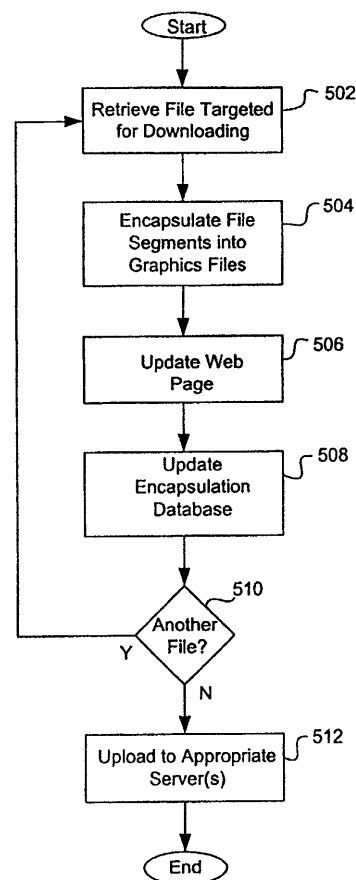 Start
502
Retrieve File Targeted
for Downloading
504
Encapsulate File
Segments into
Graphics Files
506
Update Web
Page
508
Update
Encapsulation
Database
510
Another
File?
Y
N
512
Upload to Appropriate
Server(s)
End